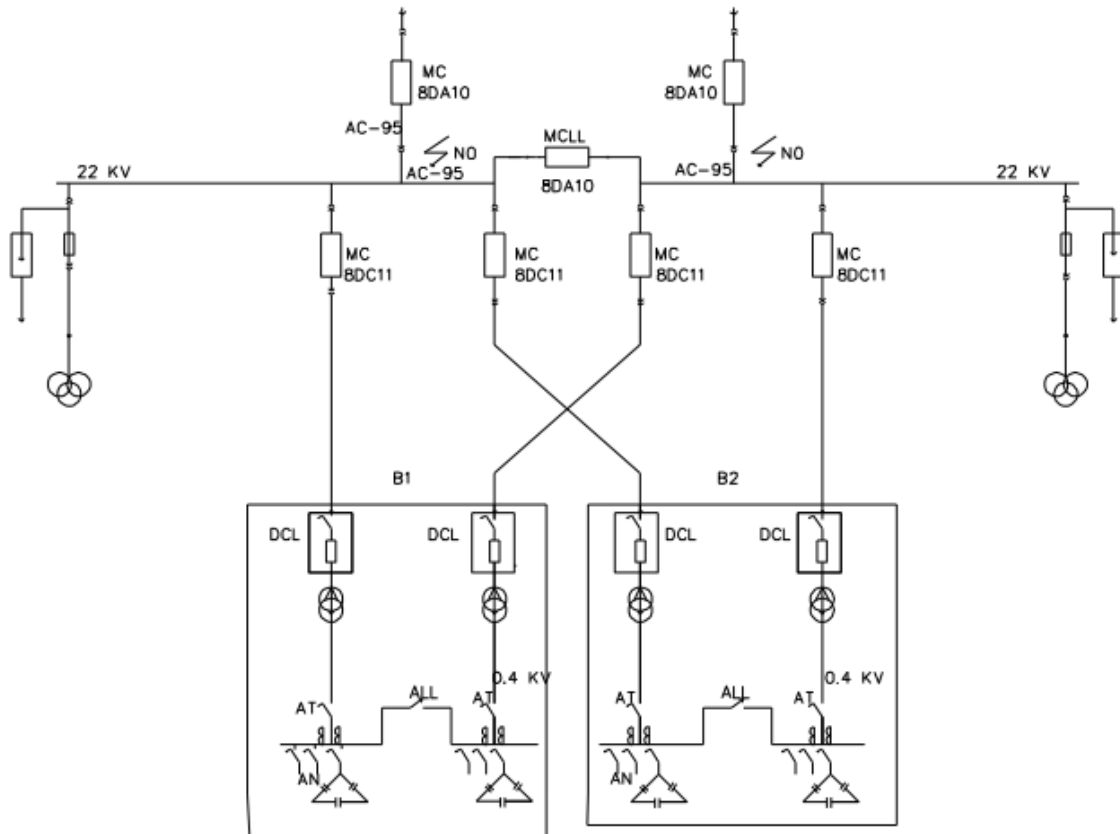 MC
8DA10
MC
8DA10
AC-95
NO
MCLL
NO
22 KV
AC-95
8DA10
AC-95
22 KV
MC
8DC11
MC
8DC11
MC
8DC11
MC
8DC11
B1
B2
DCL
DCL
DCL
DCL
0.4 KV
0.4 KV
AT
ALL
AT
AT
ALL
AT
AN
AN